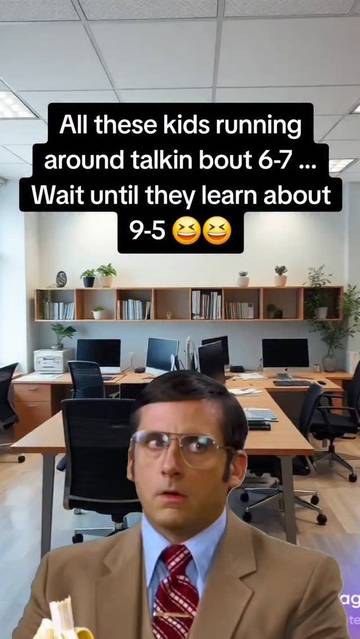 All these kids running
around talkin bout 6-7 ...
Wait until they learn about
9-5 😆😆